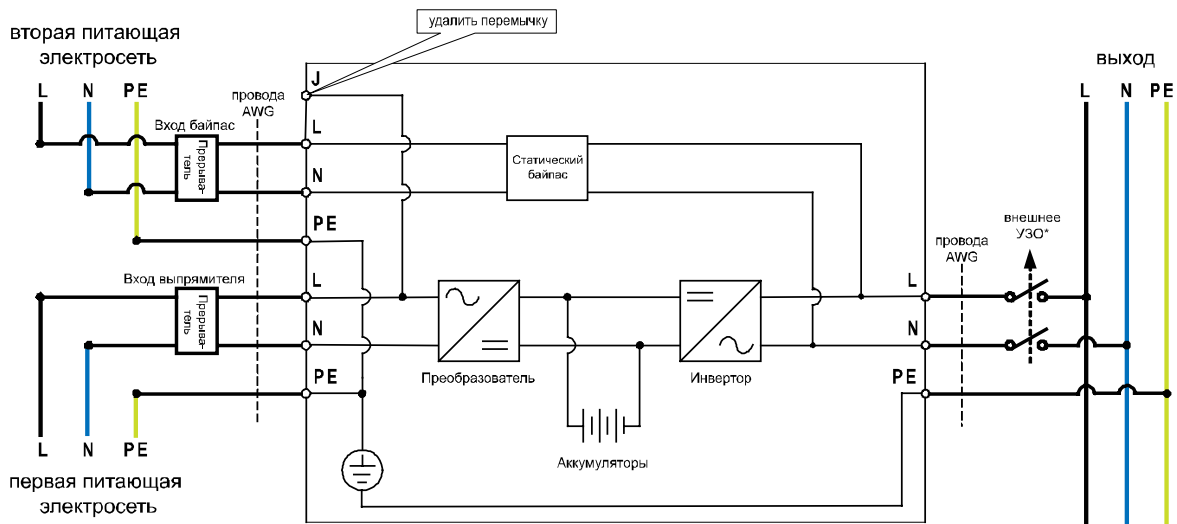 удалить перемычку
вторая питающая
электросеть
выход
L N PE
провода
AWG
J
L N PE
Вход байпас
Прерыва-
тель
L
Статический
байпас
N
PE
внешнее
УЗО*
провода
AWG
Вход выпрямителя
Прерыва-
тель
L
L
N
N
PE
Преобразователь
Инвертор
PE
L N PE
Аккумуляторы
первая питающая
электросеть